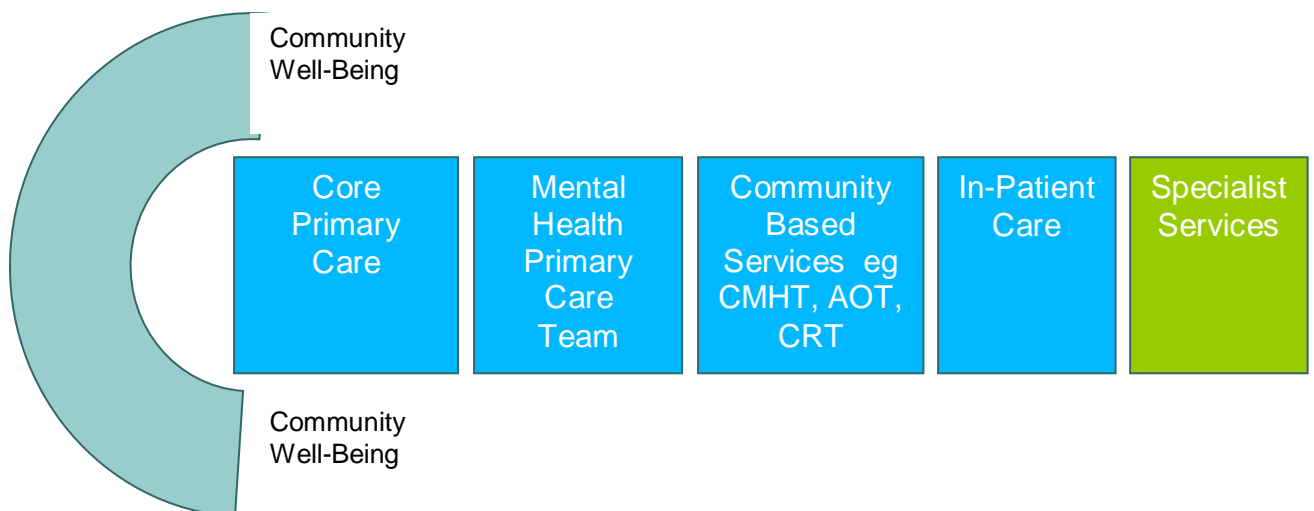 Community
Well-Being
Core
Primary
Care
Mental
Health
Primary
Care
Team
Community
Based
Services eg
CMHT, AOT,
CRT
In-Patient
Care
Specialist
Services
Community
Well-Being